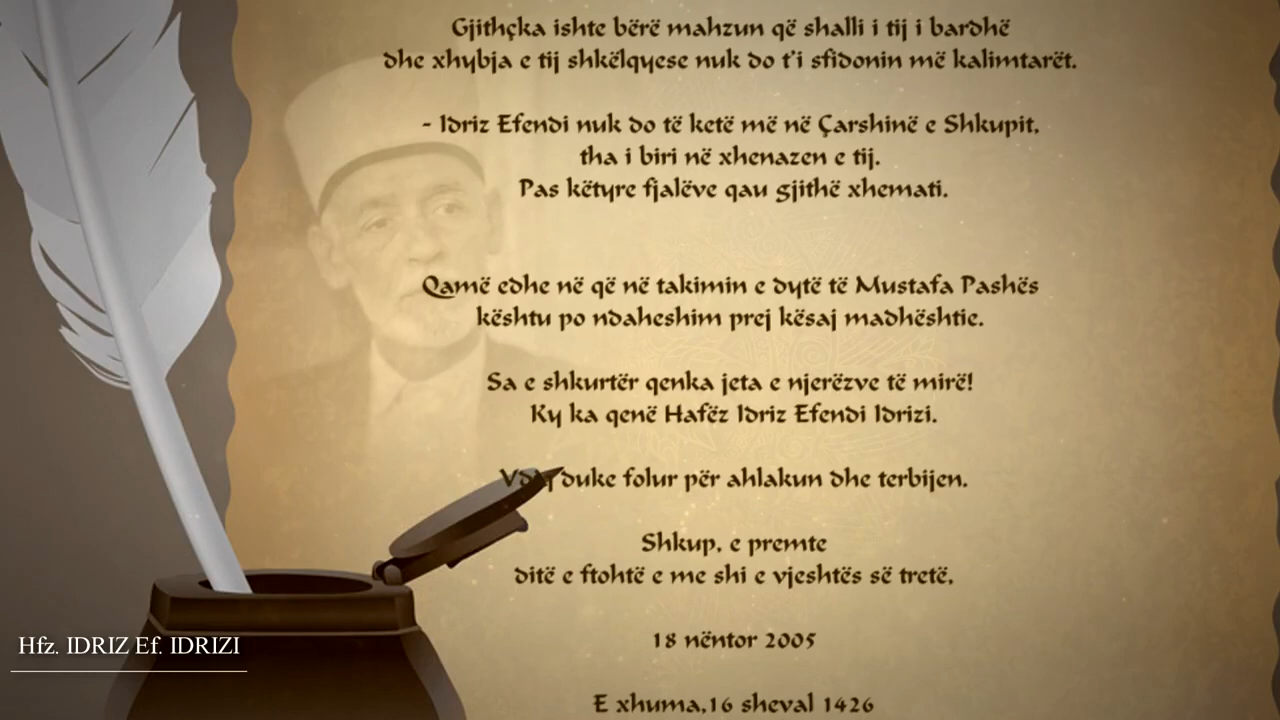 Gjithçka ishte bërë mahzun që shalli i tij i bardhë
dhe xhybja e tij shkëlqyese nuk do t'i sfidonin më kalimtarët.
- Idriz Efendi nuk do të ketë më në Çarshinë e Shkupit,
tha i biri në xhenazen e tij.
Pas këtyre fjalëve qau gjithë xhemati.
Qamë edhe në që në takimin e dytë të Mustafa Pashës
kështu po ndaheshim prej kësaj madhështie.
Sa e shkurtër qenka jeta e njerëzve të mirë!
Ky ka qenë Hafëz Idriz Efendi Idrizi.
duke folur për ahlakun dhe terbijen.
Shkup, e premte
ditë e ftohtë e me shi e vjeshtës së tretë,
18 nëntor 2005
E xhuma,16 sheval 1426
Hfz. IDRIZ Ef. IDRIZI